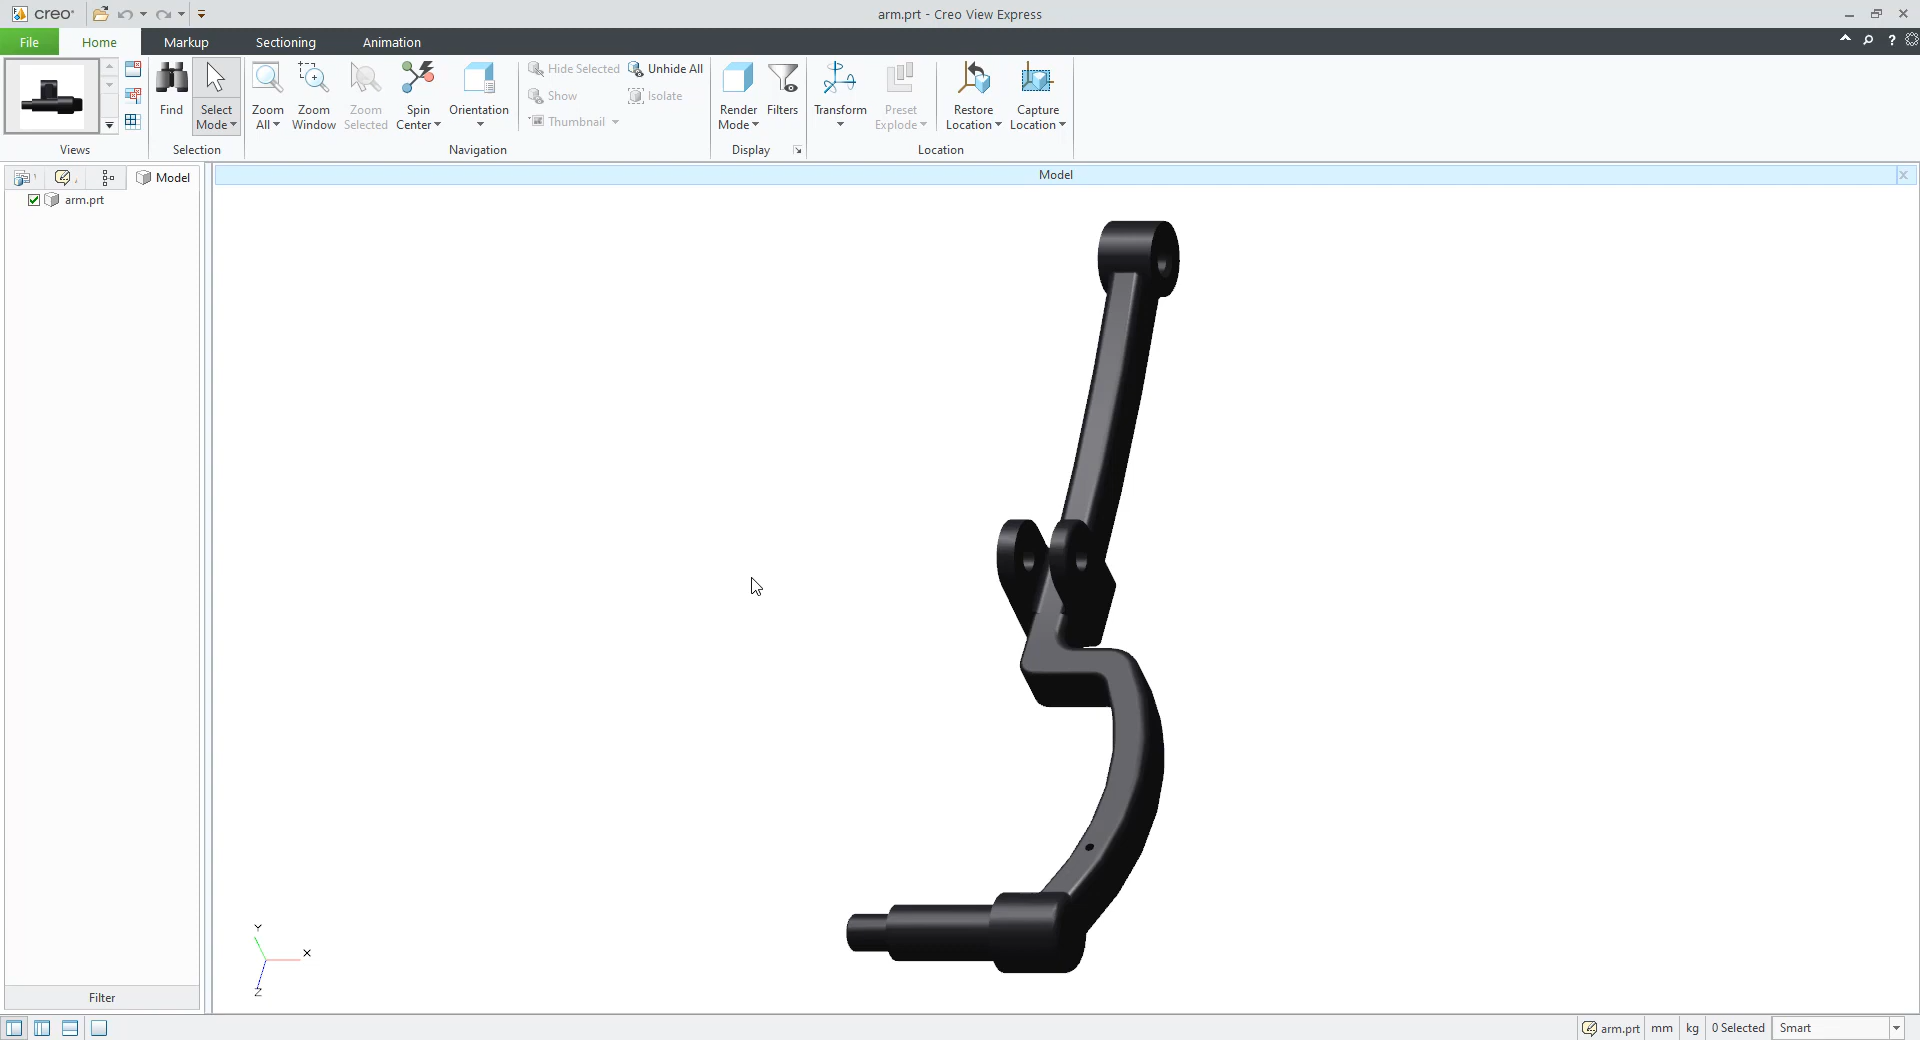 creo
arm.prt - Creo View Express
File
Home
Markup
Sectioning
Animation
?
Find
Select
Mode
Zoom
All
Zoom
Window
Zoom
Selected
Spin
Center
Orientation
Hide Selected
Unhide All
Show
Isolate
Thumbnail
Render
Mode
Filters
Transform
Preset
Explode
Restore
Location
Capture
Location
Views
Selection
Navigation
Display
Location
Model
arm.prt
Model
Y
X
Z
Filter
arm.prt
mm
kg
0 Selected
Smart